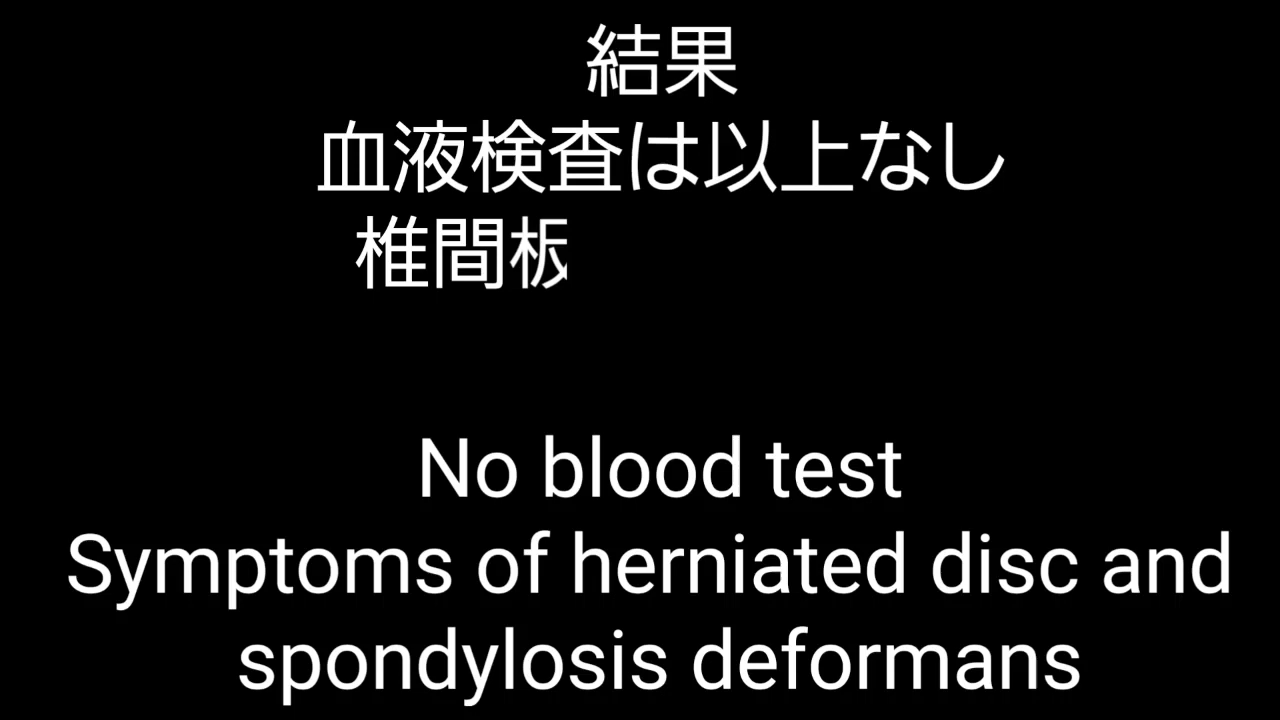 結果
血液検査は以上なし
椎間板
No blood test
Symptoms of herniated disc and
spondylosis deformans